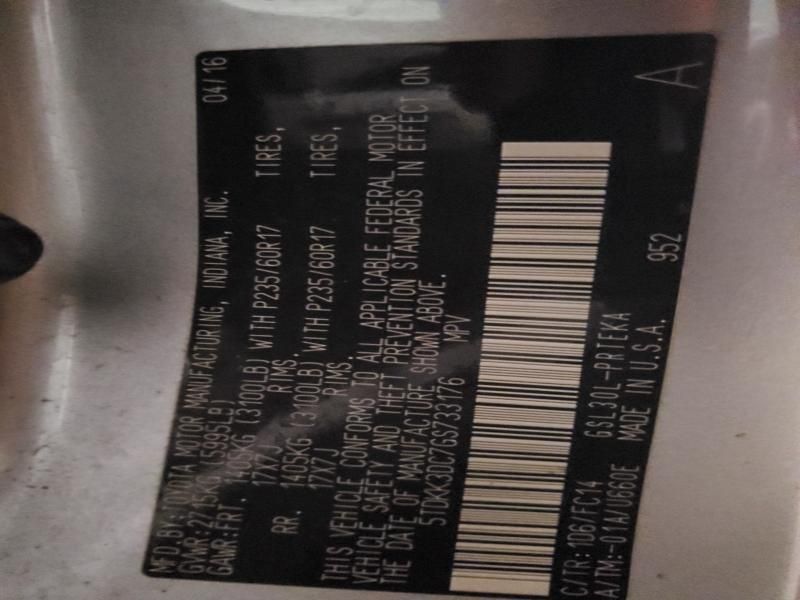 MFD.BY:TOYOTA MOTOR MANUFACTURING, INDIANA, INC. 04/16
GVWR:2715KG (5995LB)
GAWR:FRT. 1405KG (3100LB) WITH P235/60R17 TIRES,
17X7J RIMS,
RR. 1405KG (3100LB) WITH P235/60R17 TIRES,
17X7J RIMS.
THIS VEHICLE CONFORMS TO ALL APPLICABLE FEDERAL MOTOR
VEHICLE SAFETY AND THEFT PREVENTION STANDARDS IN EFFECT ON
THE DATE OF MANUFACTURE SHOWN ABOVE.
5TDKK3DC7GS733176 MPV
C/TR:1D6/FC14 GSL30L-PRTEKA 952 A
A/TM:-01A/U660E MADE IN U.S.A.